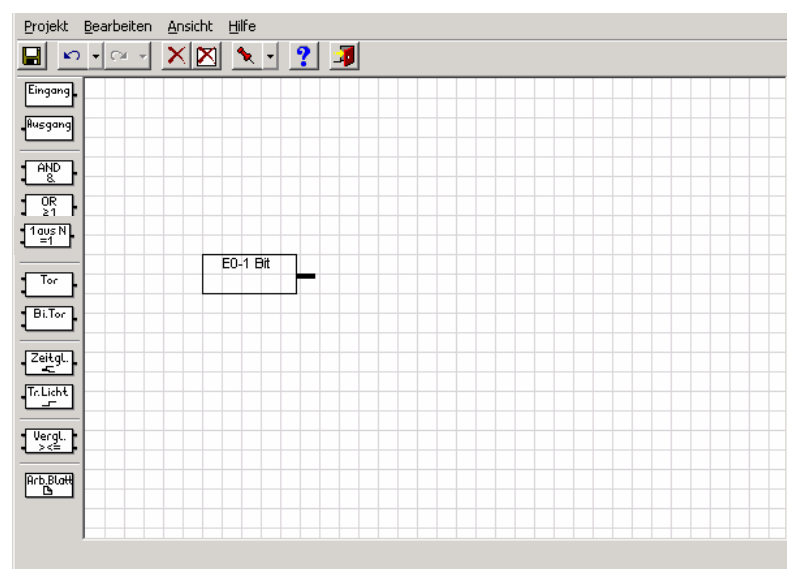 Projekt Bearbeiten Ansicht Hilfe
?
Eingang
Ausgang
AND
&
OR
≥1
1 aus N
=1
E0-1 Bit
Tor
Bi.Tor
Zeitgl.
Tr.Licht
Vergl.
><=
Arb.Blatt